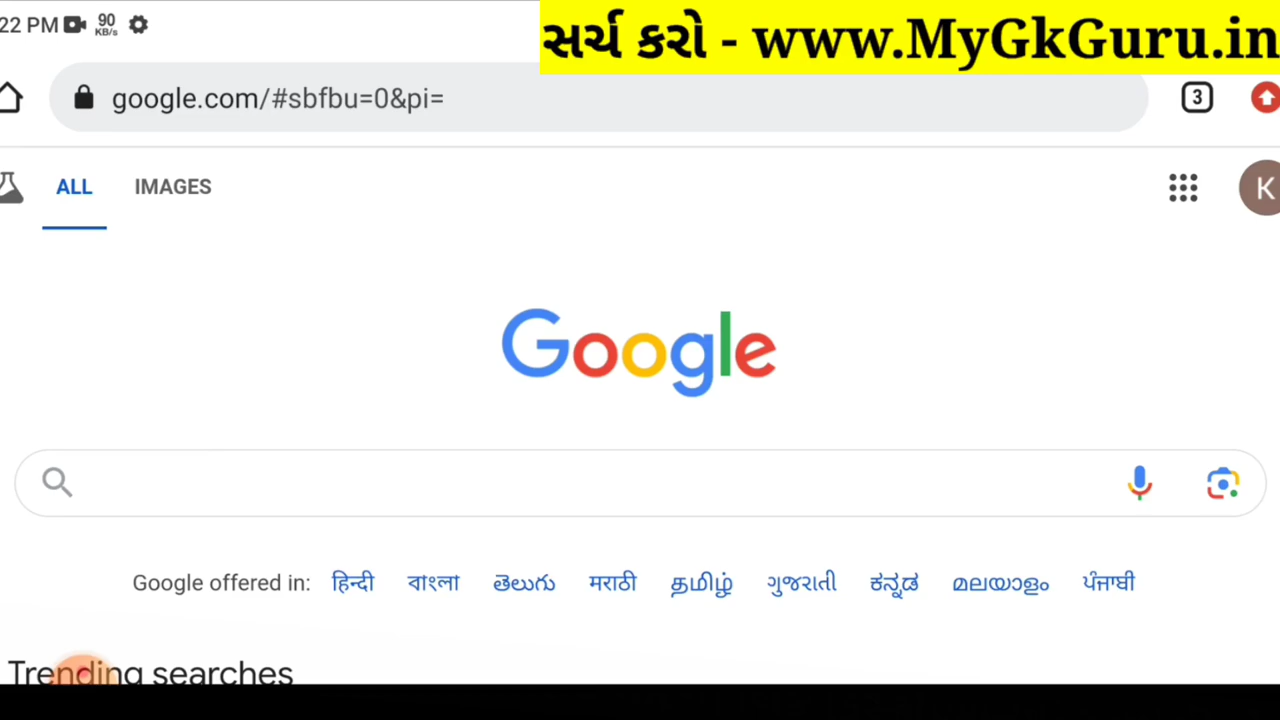 22 PM 90 KB/s
સર્ચ કરો - www.MyGkGuru.in
google.com/#sbfbu=0&pi=
3
ALL IMAGES
K
Google
Google offered in: हिन्दी বাংলা తెలుగు मराठी தமிழ் ગુજરાતી ಕನ್ನಡ മലയാളം ਪੰਜਾਬੀ
Trending searches